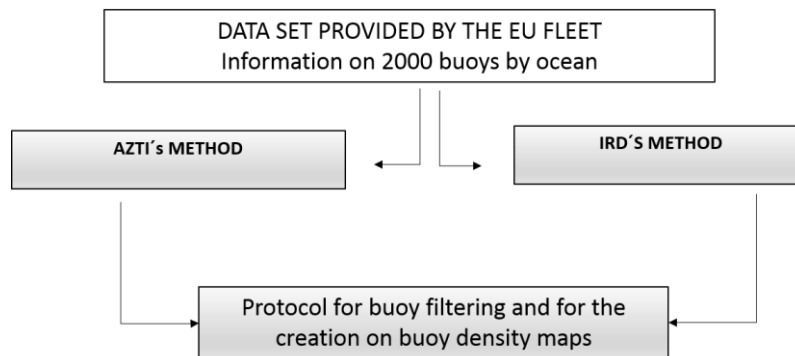 DATA SET PROVIDED BY THE EU FLEET
Information on 2000 buoys by ocean
AZTI´s METHOD
IRD´S METHOD
Protocol for buoy filtering and for the
creation on buoy density maps